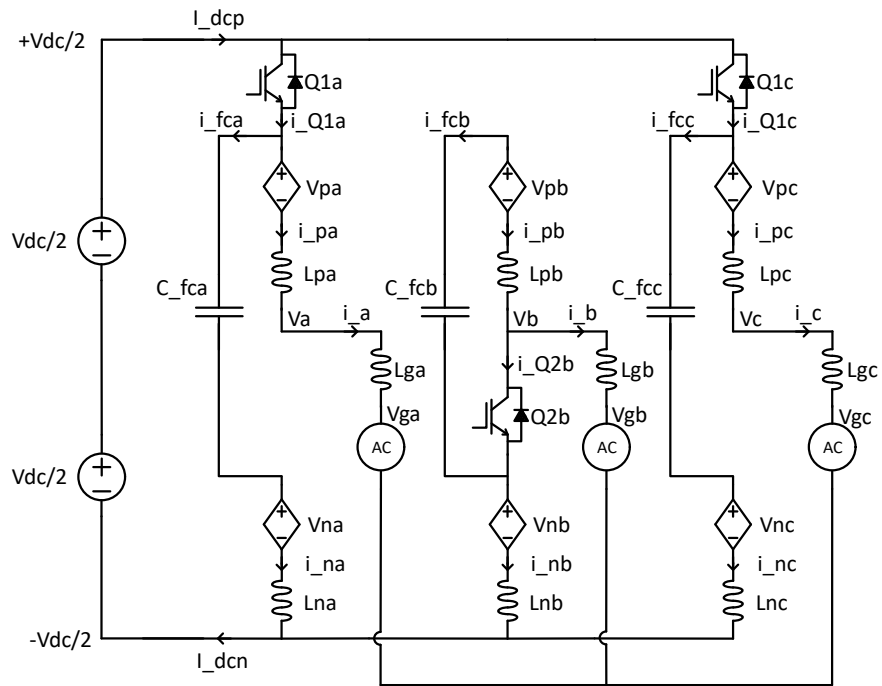 I_dcp
+Vdc/2
Q1a
Q1c
i_fca
i_Q1a
i_fcb
i_fcc
i_Q1c
+
−
Vpa
+
−
Vpb
+
−
Vpc
Vdc/2
+
−
i_pa
i_pb
i_pc
C_fca
Lpa
C_fcb
Lpb
C_fcc
Lpc
Va
i_a
Vb
i_b
Vc
i_c
Lga
i_Q2b
Lgb
Lgc
Vga
Q2b
Vgb
Vgc
AC
AC
AC
Vdc/2
+
−
+
−
Vna
+
−
Vnb
+
−
Vnc
i_na
i_nb
i_nc
Lna
Lnb
Lnc
-Vdc/2
I_dcn